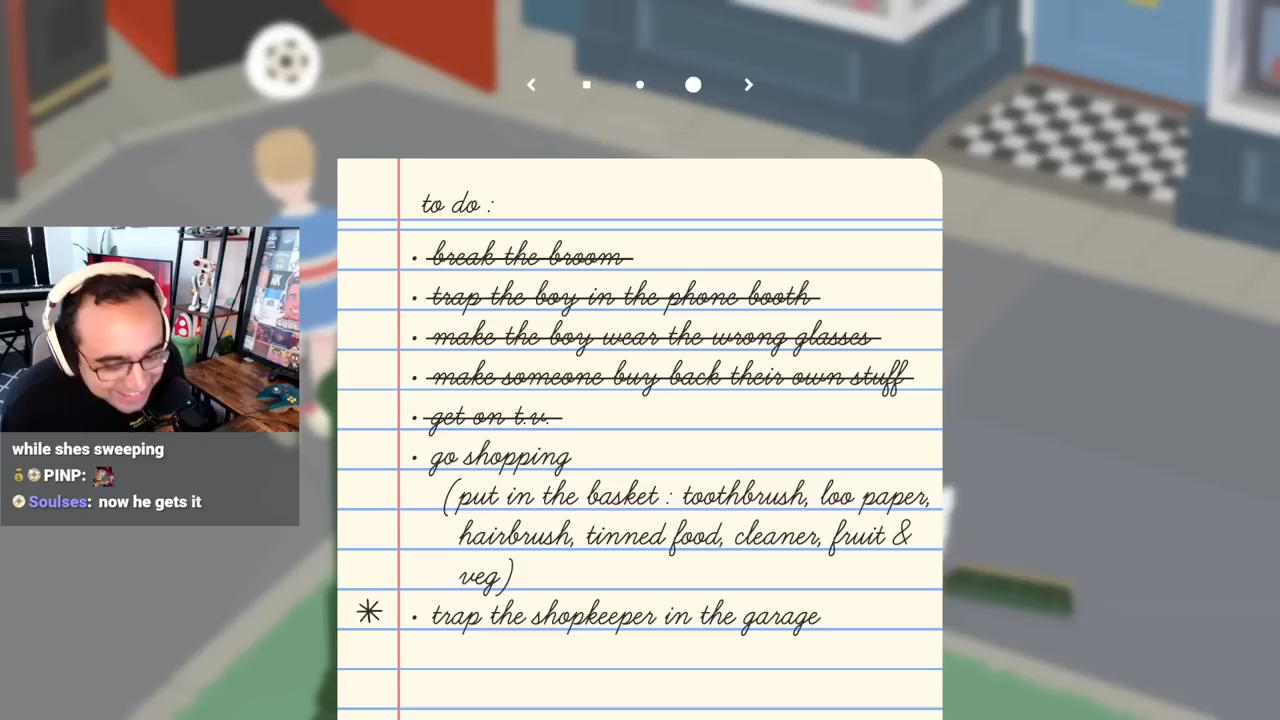 to do :
• break the broom
• trap the boy in the phone booth
• make the boy wear the wrong glasses
• make someone buy back their own stuff
• get on t.v.
• go shopping
(put in the basket : toothbrush, loo paper,
hairbrush, tinned food, cleaner, fruit &
veg)
• trap the shopkeeper in the garage
while shes sweeping
PINP:
Soulses: now he gets it